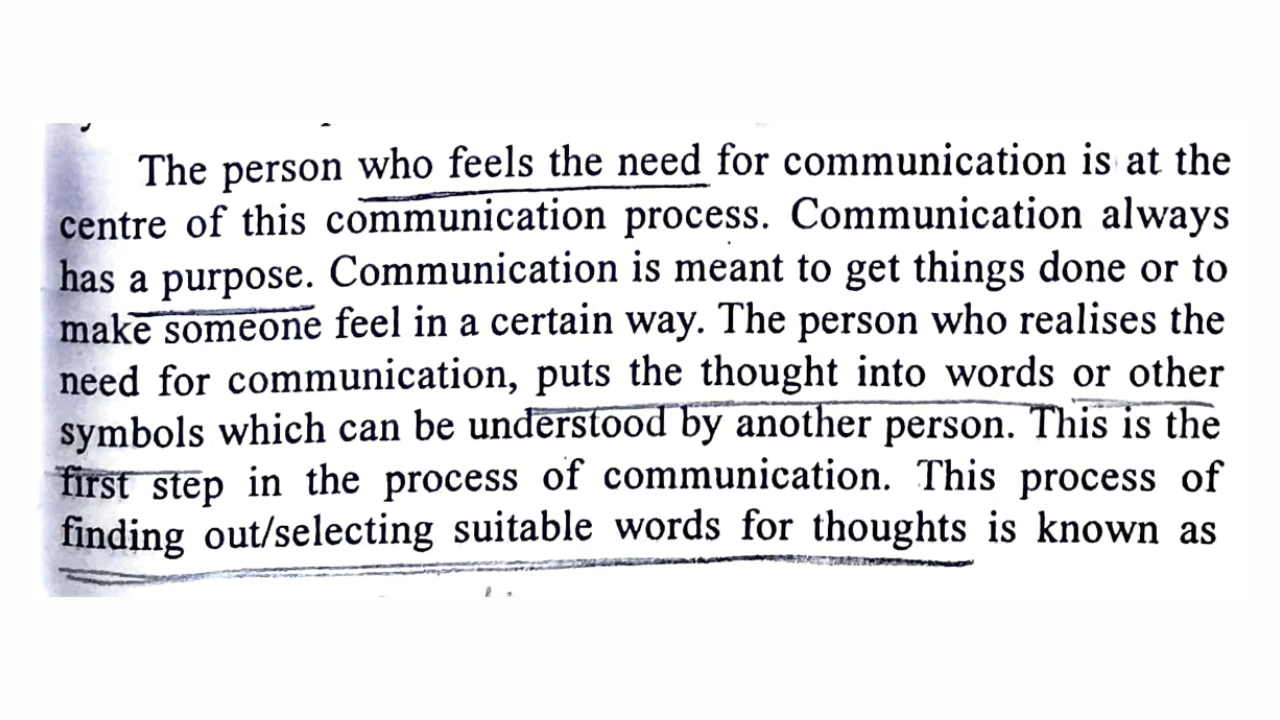 The person who feels the need for communication is at the
centre of this communication process. Communication always
has a purpose. Communication is meant to get things done or to
make someone feel in a certain way. The person who realises the
need for communication, puts the thought into words or other
symbols which can be understood by another person. This is the
first step in the process of communication. This process of
finding out/selecting suitable words for thoughts is known as